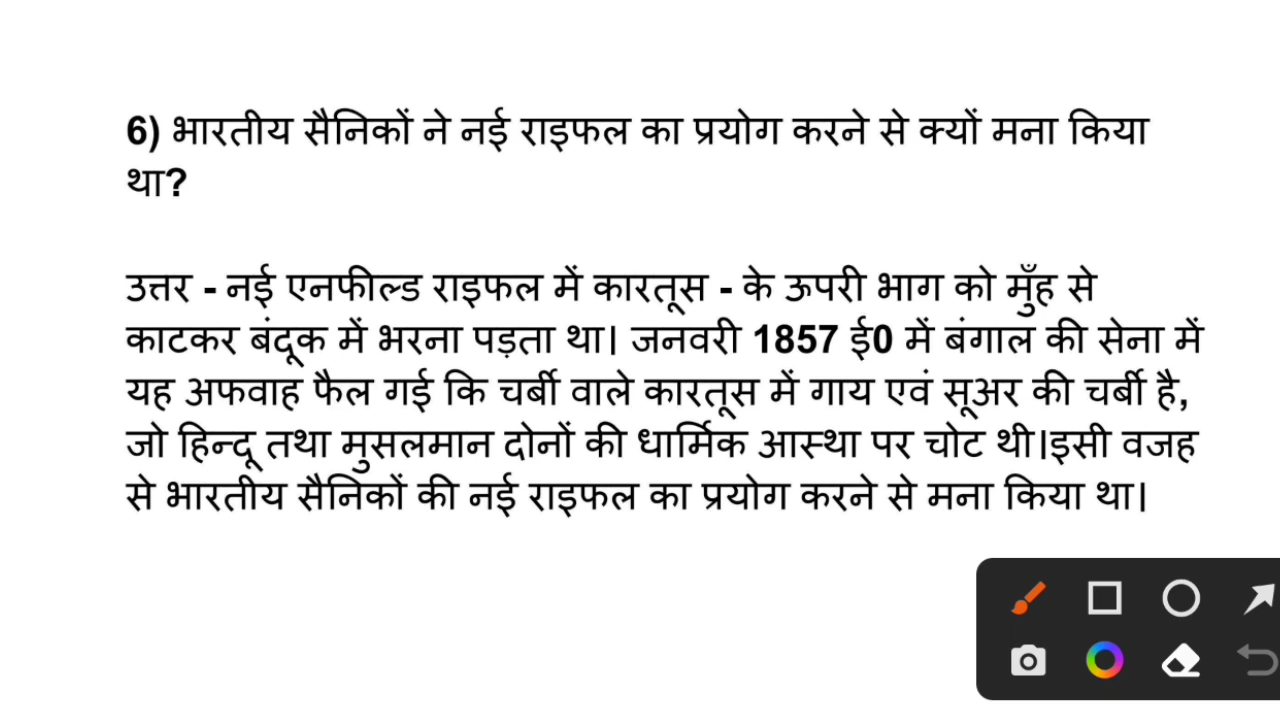 6) भारतीय सैनिकों ने नई राइफल का प्रयोग करने से क्यों मना किया
था?
उत्तर - नई एनफील्ड राइफल में कारतूस - के ऊपरी भाग को मुँह से
काटकर बंदूक में भरना पड़ता था। जनवरी 1857 ई0 में बंगाल की सेना में
यह अफवाह फैल गई कि चर्बी वाले कारतूस में गाय एवं सूअर की चर्बी है,
जो हिन्दू तथा मुसलमान दोनों की धार्मिक आस्था पर चोट थी।इसी वजह
से भारतीय सैनिकों की नई राइफल का प्रयोग करने से मना किया था।